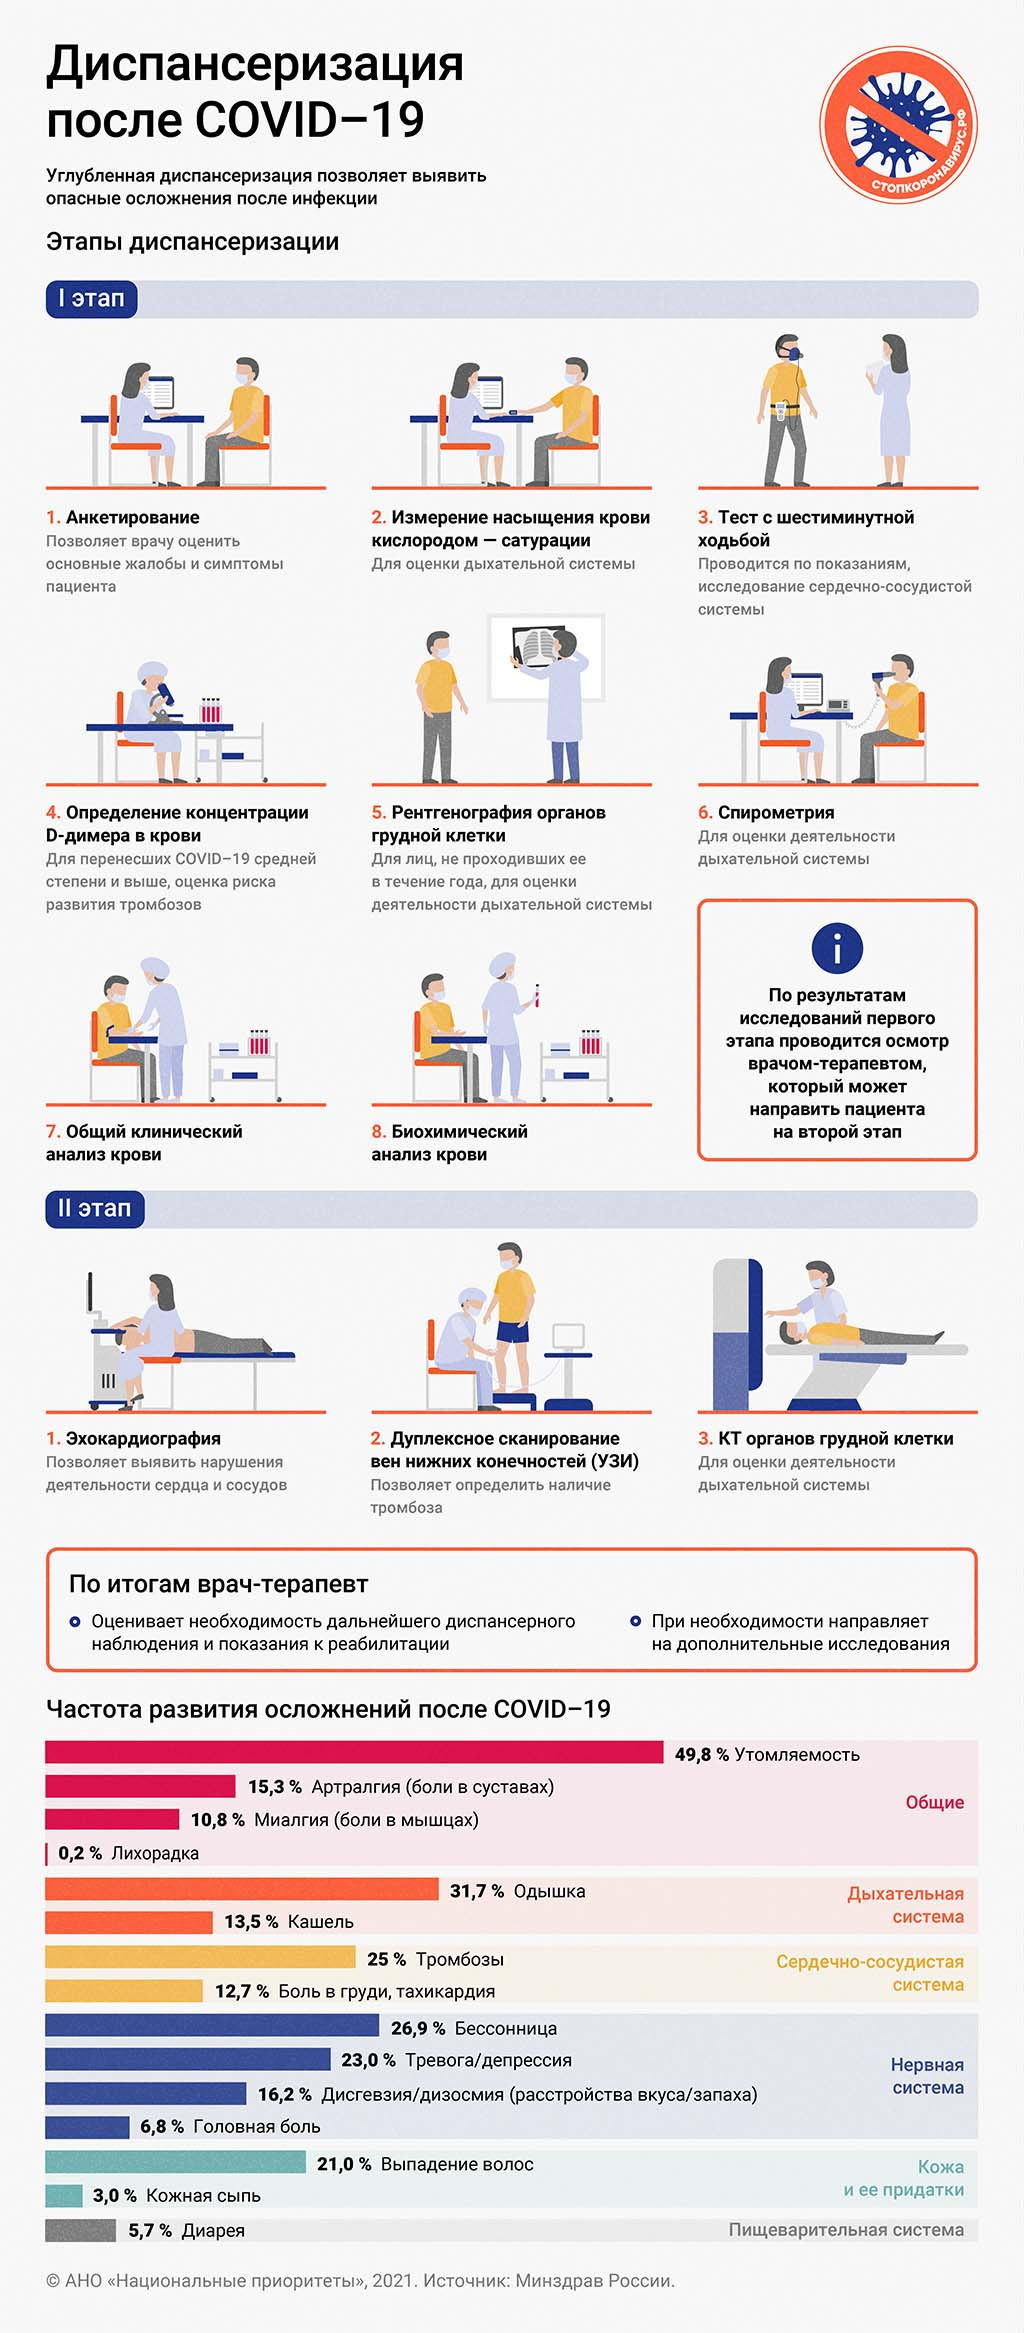 Диспансеризация
после COVID–19
СТОПКОРОНАВИРУС.РФ
Углубленная диспансеризация позволяет выявить
опасные осложнения после инфекции
Этапы диспансеризации
I этап
1. Анкетирование
Позволяет врачу оценить
основные жалобы и симптомы
пациента
2. Измерение насыщения крови
кислородом — сатурации
Для оценки дыхательной системы
3. Тест с шестиминутной
ходьбой
Проводится по показаниям,
исследование сердечно-сосудистой
системы
4. Определение концентрации
D-димера в крови
Для перенесших COVID–19 средней
степени и выше, оценка риска
развития тромбозов
5. Рентгенография органов
грудной клетки
Для лиц, не проходивших ее
в течение года, для оценки
деятельности дыхательной системы
6. Спирометрия
Для оценки деятельности
дыхательной системы
7. Общий клинический
анализ крови
8. Биохимический
анализ крови
i
По результатам
исследований первого
этапа проводится осмотр
врачом-терапевтом,
который может
направить пациента
на второй этап
II этап
1. Эхокардиография
Позволяет выявить нарушения
деятельности сердца и сосудов
2. Дуплексное сканирование
вен нижних конечностей (УЗИ)
Позволяет определить наличие
тромбоза
3. КТ органов грудной клетки
Для оценки деятельности
дыхательной системы
По итогам врач-терапевт
Оценивает необходимость дальнейшего диспансерного
наблюдения и показания к реабилитации
При необходимости направляет
на дополнительные исследования
Частота развития осложнений после COVID–19
49,8 % Утомляемость
15,3 % Артралгия (боли в суставах)
10,8 % Миалгия (боли в мышцах)
0,2 % Лихорадка
Общие
31,7 % Одышка
13,5 % Кашель
Дыхательная
система
25 % Тромбозы
12,7 % Боль в груди, тахикардия
Сердечно-сосудистая
система
26,9 % Бессонница
23,0 % Тревога/депрессия
16,2 % Дисгевзия/дизосмия (расстройства вкуса/запаха)
6,8 % Головная боль
Нервная
система
21,0 % Выпадение волос
3,0 % Кожная сыпь
Кожа
и ее придатки
5,7 % Диарея
Пищеварительная система
© АНО «Национальные приоритеты», 2021. Источник: Минздрав России.